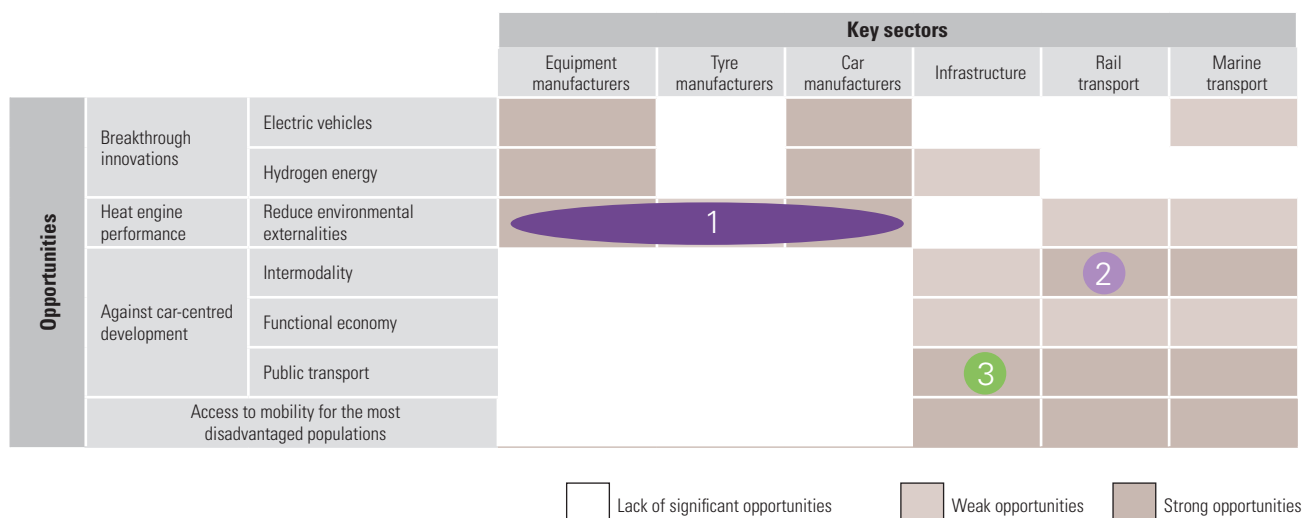 Key sectors
Equipment
manufacturers
Tyre
manufacturers
Car
manufacturers
Infrastructure
Rail
transport
Marine
transport
Opportunities
Breakthrough
innovations
Electric vehicles
Hydrogen energy
Heat engine
performance
Reduce environmental
externalities
1
Against car-centred
development
Intermodality
2
Functional economy
Public transport
3
Access to mobility for the most
disadvantaged populations
Lack of significant opportunities
Weak opportunities
Strong opportunities